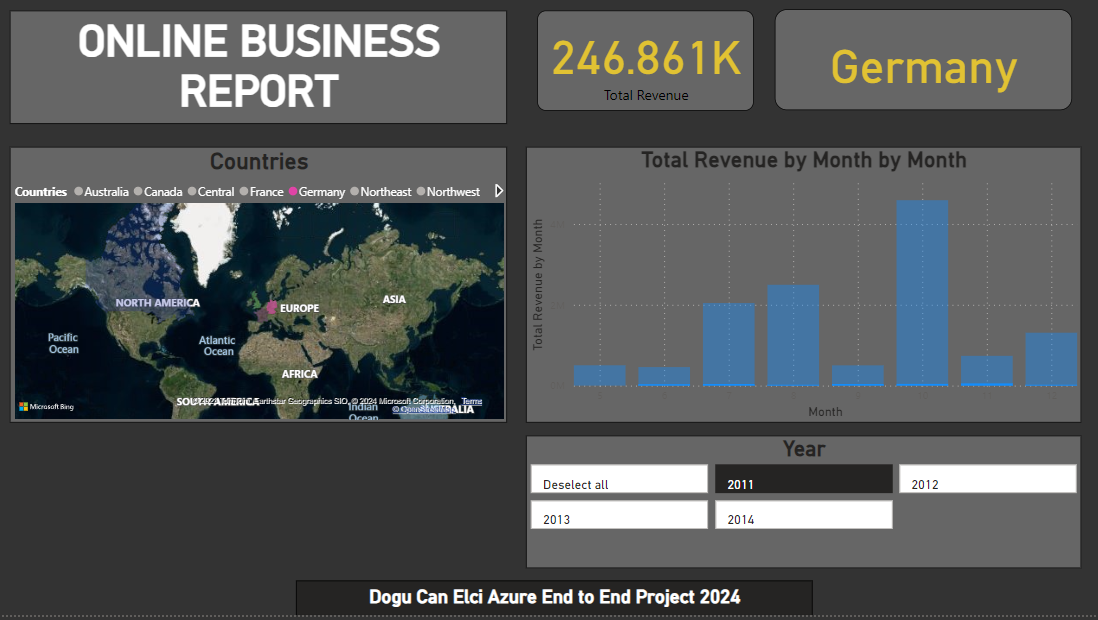 ONLINE BUSINESS
REPORT
246.861K
Total Revenue
Germany
Countries
Countries Australia Canada Central France Germany Northeast Northwest
NORTH AMERICA
EUROPE
ASIA
Pacific
Ocean
Atlantic
Ocean
AFRICA
SOUTH AMERICA
Earthstar Geographics SIO, © 2024 Microsoft Corporation, Terms
Indian
Ocean
Microsoft Bing
Total Revenue by Month by Month
Total Revenue by Month
Month
Year
Deselect all
2011
2012
2013
2014
Dogu Can Elci Azure End to End Project 2024